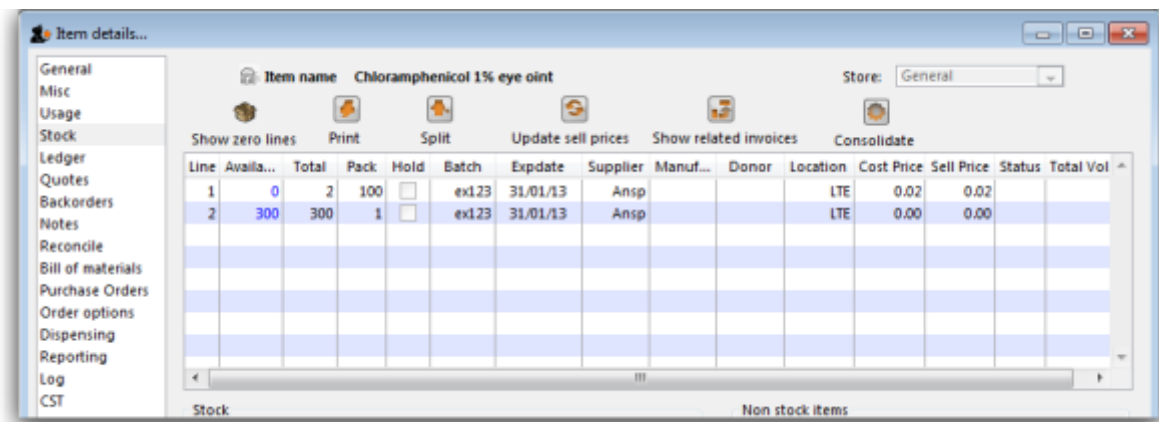 Item details...
General
Misc
Usage
Stock
Ledger
Quotes
Backorders
Notes
Reconcile
Bill of materials
Purchase Orders
Order options
Dispensing
Reporting
Log
CST
Item name Chloramphenicol 1% eye oint
Store: General
Show zero lines Print Split Update sell prices Show related invoices Consolidate
Line Availa... Total Pack Hold Batch Expdate Supplier Manuf... Donor Location Cost Price Sell Price Status Total Vol
1 0 2 100 ex123 31/01/13 Ansp LTE 0.02 0.02
2 300 300 1 ex123 31/01/13 Ansp LTE 0.00 0.00
Stock Non stock items